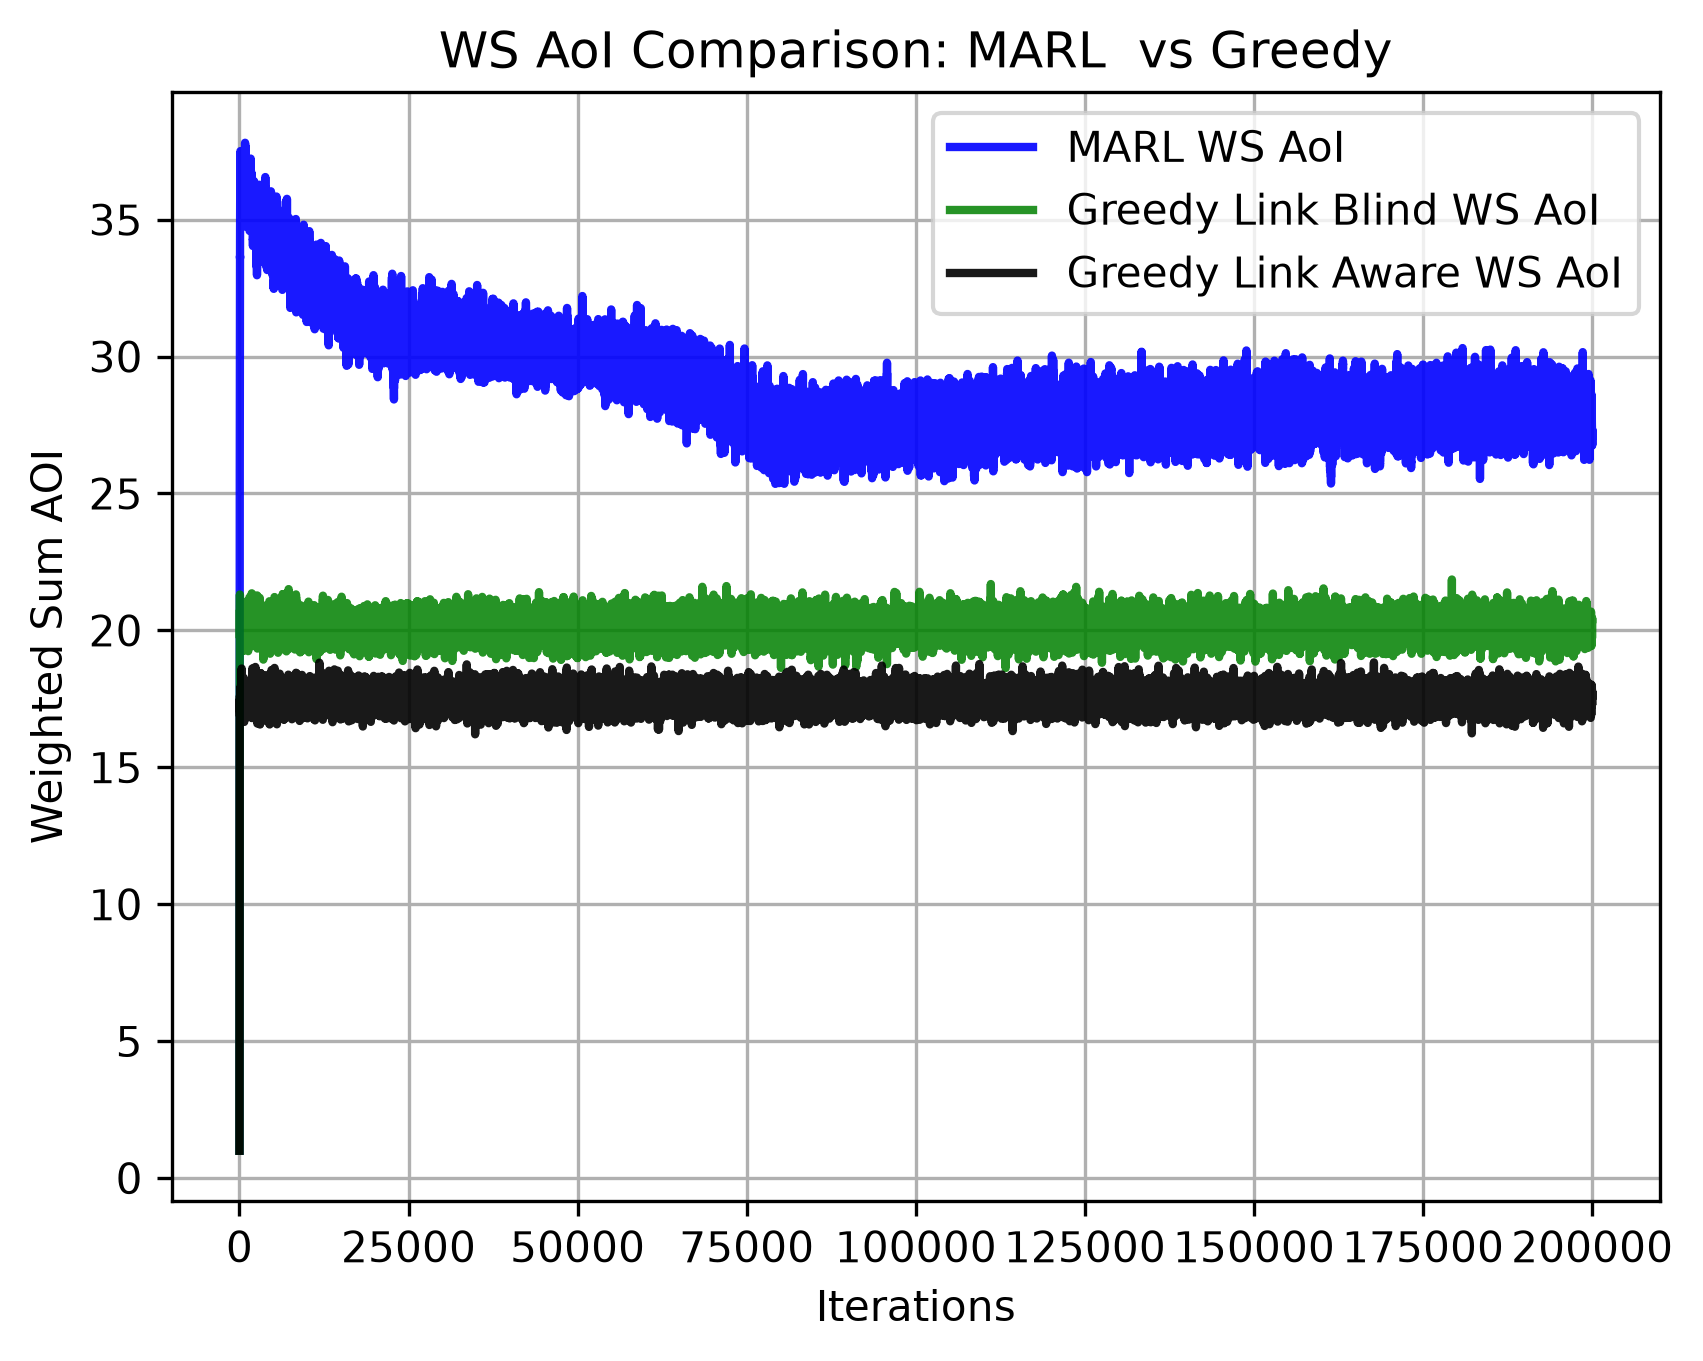 WS AoI Comparison: MARL  vs Greedy
MARL WS AoI
Greedy Link Blind WS AoI
Greedy Link Aware WS AoI
Weighted Sum AOI
35
30
25
20
15
10
5
0
0 25000 50000 75000 100000 125000 150000 175000 200000
Iterations